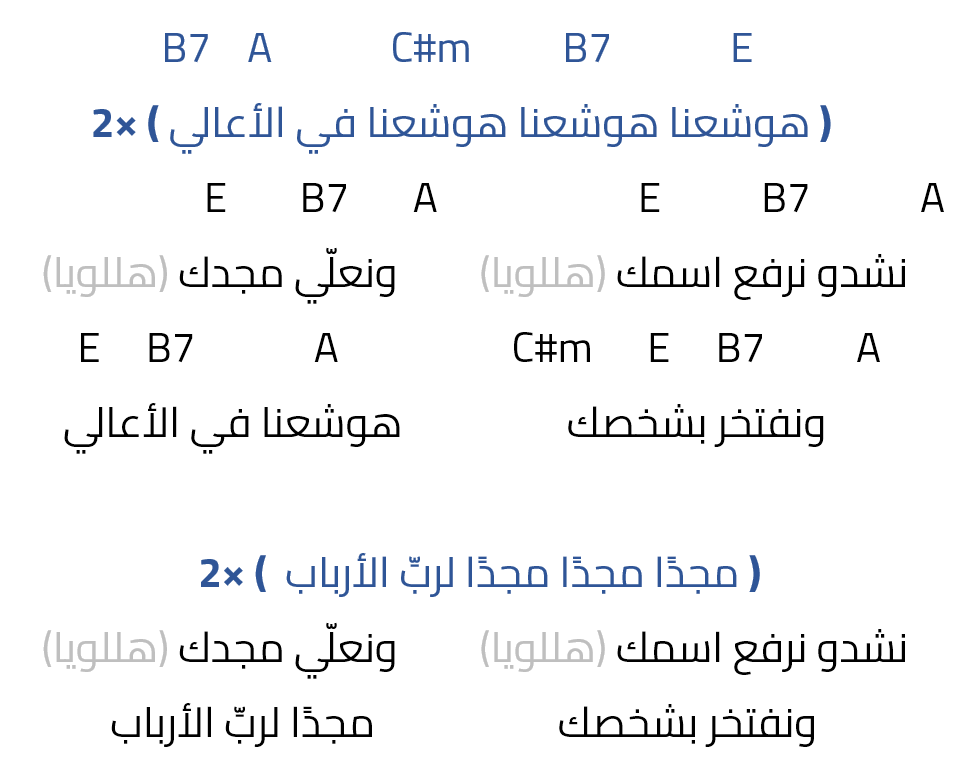 B7 A C#m B7 E
( هوشعنا هوشعنا هوشعنا في الأعالي ) ×2
E B7 A E B7 A
نشدو نرفع اسمك (هللويا) ونعلّي مجدك (هللويا)
E B7 A C#m E B7 A
ونفتخر بشخصك هوشعنا في الأعالي
( مجدًا مجدًا مجدًا لربّ الأرباب ) ×2
نشدو نرفع اسمك (هللويا) ونعلّي مجدك (هللويا)
ونفتخر بشخصك مجدًا لربّ الأرباب